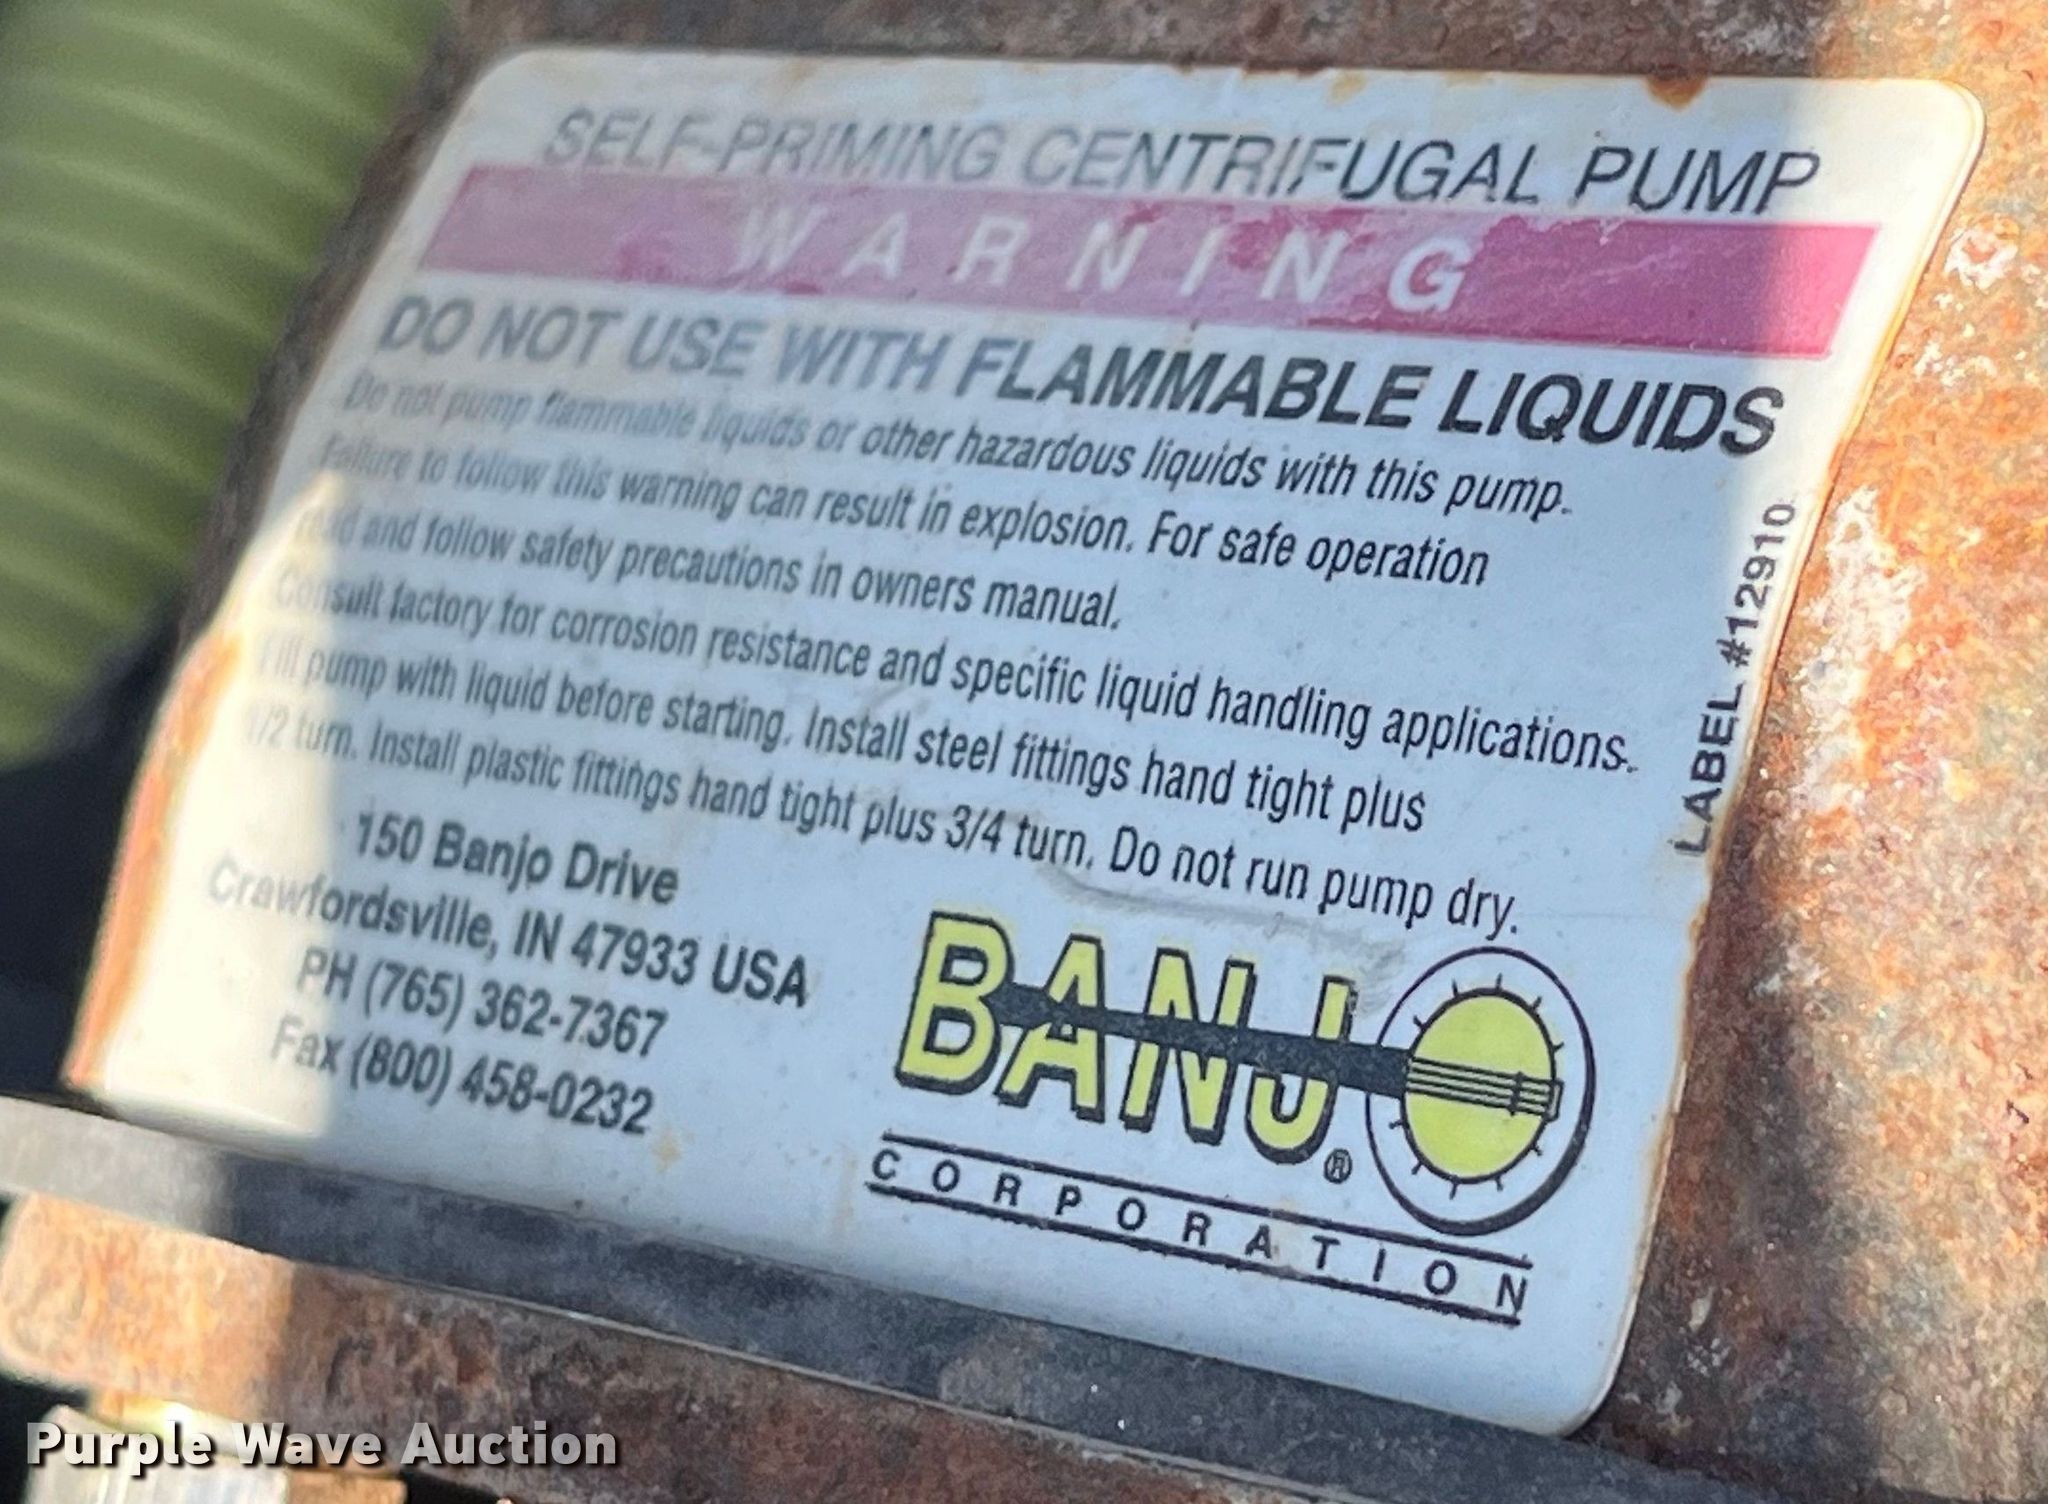 SELF-PRIMING CENTRIFUGAL PUMP
WARNING
DO NOT USE WITH FLAMMABLE LIQUIDS
Do not pump flammable liquids or other hazardous liquids with this pump.
Failure to follow this warning can result in explosion. For safe operation
read and follow safety precautions in owners manual.
Consult factory for corrosion resistance and specific liquid handling applications.
Fill pump with liquid before starting. Install steel fittings hand tight plus
1/2 turn. Install plastic fittings hand tight plus 3/4 turn. Do not run pump dry.
150 Banjo Drive
Crawfordsville, IN 47933 USA
PH (765) 362-7367
Fax (800) 458-0232
BANJO®
CORPORATION
LABEL #12910
Purple Wave Auction